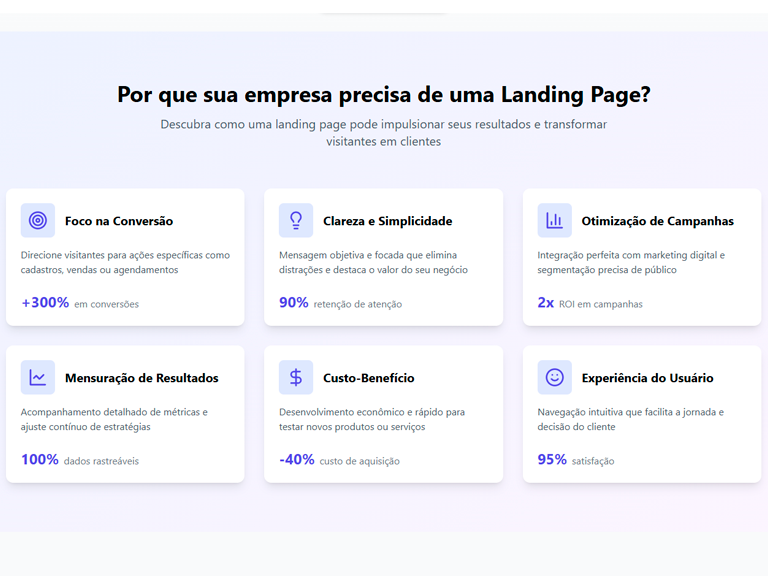 Por que sua empresa precisa de uma Landing Page?
Descubra como uma landing page pode impulsionar seus resultados e transformar
visitantes em clientes
Foco na Conversão
Direcione visitantes para ações específicas como
cadastros, vendas ou agendamentos
+300% em conversões
Clareza e Simplicidade
Mensagem objetiva e focada que elimina
distrações e destaca o valor do seu negócio
90% retenção de atenção
Otimização de Campanhas
Integração perfeita com marketing digital e
segmentação precisa de público
2x ROI em campanhas
Mensuração de Resultados
Acompanhamento detalhado de métricas e
ajuste contínuo de estratégias
100% dados rastreáveis
Custo-Benefício
Desenvolvimento econômico e rápido para
testar novos produtos ou serviços
-40% custo de aquisição
Experiência do Usuário
Navegação intuitiva que facilita a jornada e
decisão do cliente
95% satisfação